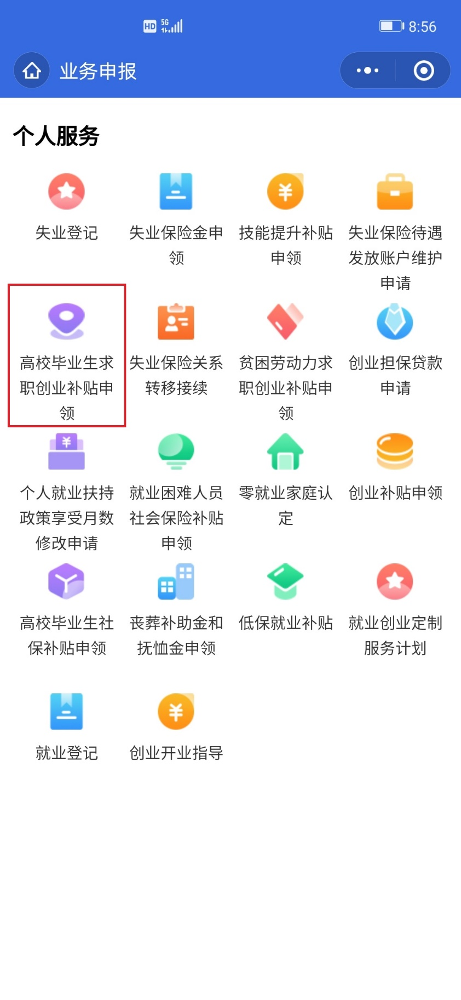 HD 5G 8:56
业务申报
个人服务
失业登记
失业保险金申
领
技能提升补贴
申领
失业保险待遇
发放账户维护
申请
高校毕业生求
职创业补贴申
领
失业保险关系
转移接续
贫困劳动力求
职创业补贴申
领
创业担保贷款
申请
个人就业扶持
政策享受月数
修改申请
就业困难人员
社会保险补贴
申领
零就业家庭认
定
创业补贴申领
高校毕业生社
保补贴申领
丧葬补助金和
抚恤金申领
低保就业补贴
就业创业定制
服务计划
就业登记
创业开业指导